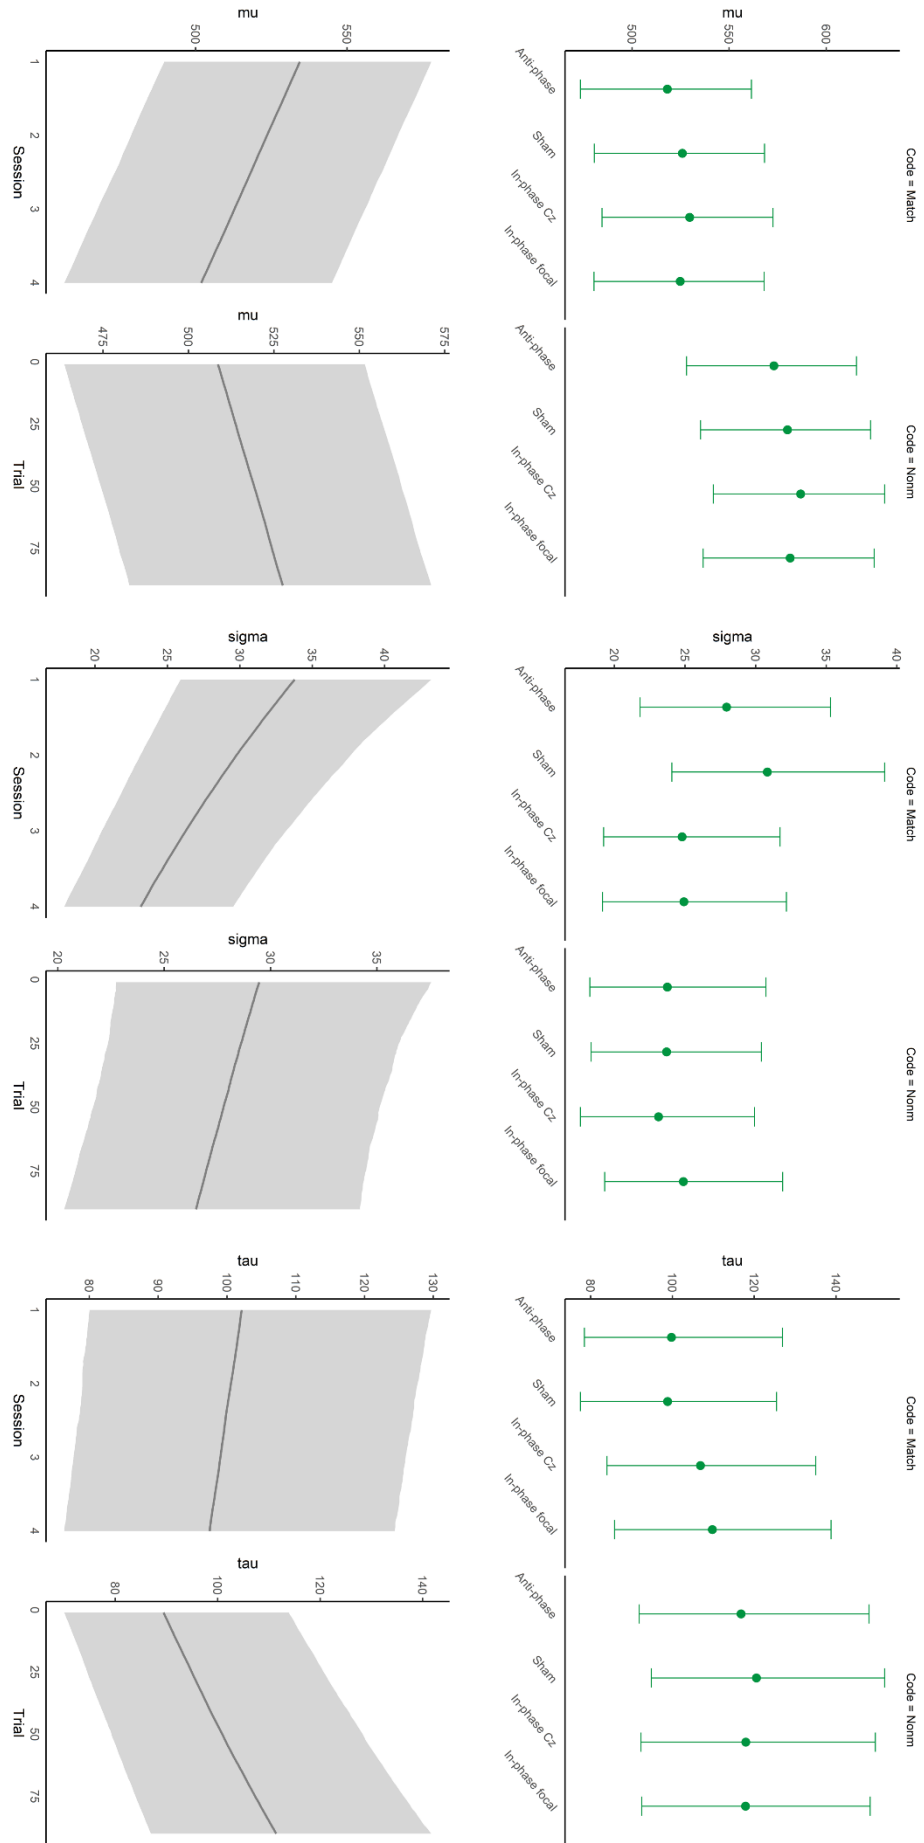 Code = Match
Code = Nonm
mu
500
550
600
Anti-phase
Sham
In-phase Cz
In-phase focal
Anti-phase
Sham
In-phase Cz
In-phase focal
Code = Match
Code = Nonm
sigma
20
25
30
35
40
Anti-phase
Sham
In-phase Cz
In-phase focal
Anti-phase
Sham
In-phase Cz
In-phase focal
Code = Match
Code = Nonm
tau
80
100
120
140
Anti-phase
Sham
In-phase Cz
In-phase focal
Anti-phase
Sham
In-phase Cz
In-phase focal
mu
500
550
1 2 3 4
Session
mu
475
500
525
550
575
0 25 50 75
Trial
sigma
20
25
30
35
40
1 2 3 4
Session
sigma
20
25
30
35
0 25 50 75
Trial
tau
80
90
100
110
120
130
1 2 3 4
Session
tau
80
100
120
140
0 25 50 75
Trial